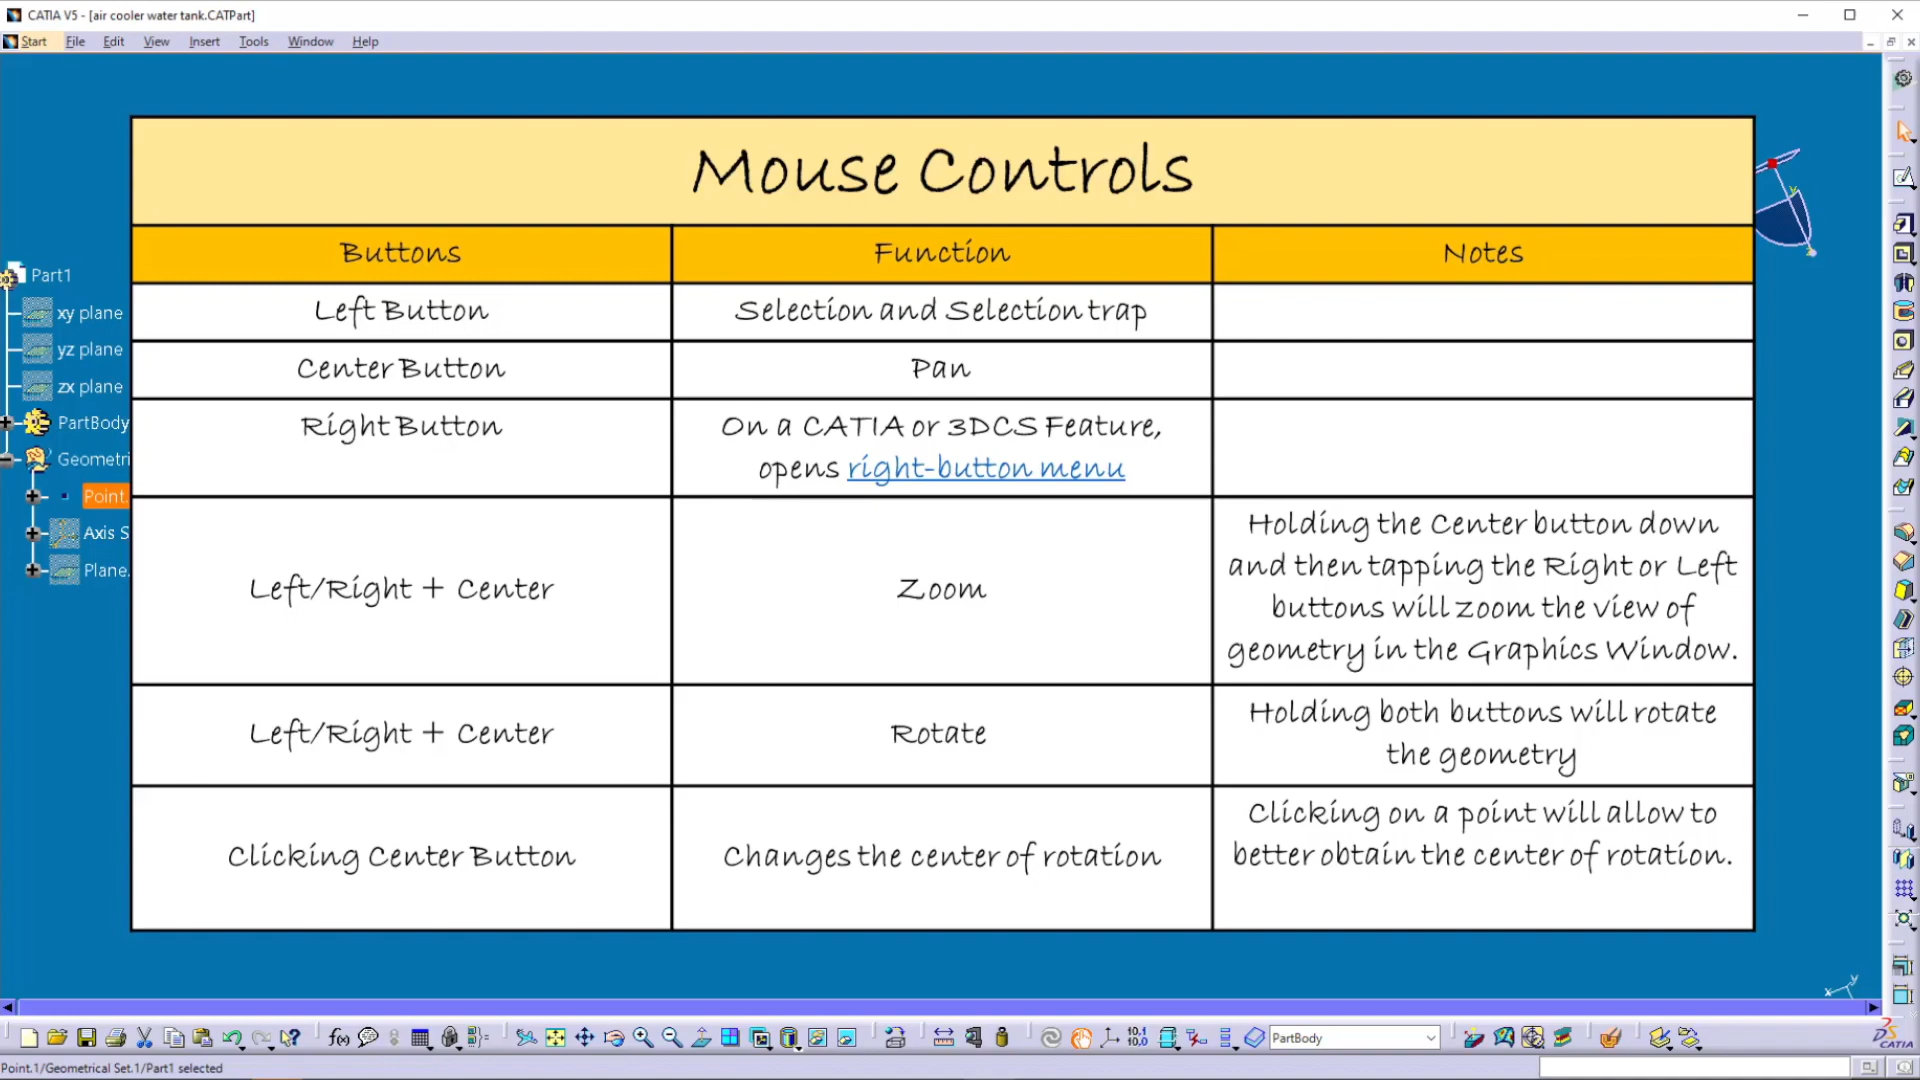 CATIA V5 - [air cooler water tank.CATPart]
Start File Edit View Insert Tools Window Help
Mouse Controls
Buttons Function Notes
Left Button Selection and Selection trap
Center Button Pan
Right Button On a CATIA or 3DCS Feature,
opens right-button menu
Left/Right + Center Zoom Holding the Center button down
and then tapping the Right or Left
buttons will zoom the view of
geometry in the Graphics Window.
Left/Right + Center Rotate Holding both buttons will rotate
the geometry
Clicking Center Button Changes the center of rotation Clicking on a point will allow to
better obtain the center of rotation.
Part1
xy plane
yz plane
zx plane
PartBody
Geometri
Point
Axis S
Plane.
x y
f(x) 10.1
10.0 PartBody
CATIA
Point.1/Geometrical Set.1/Part1 selected